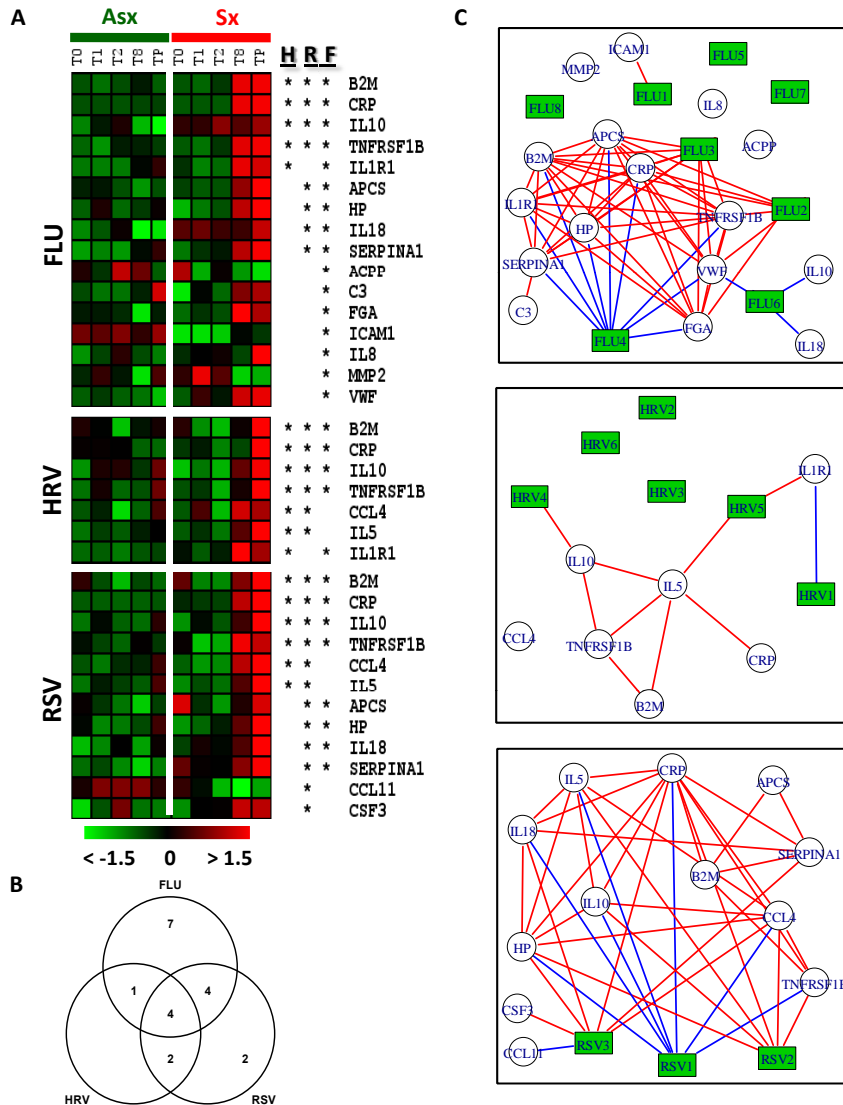 A
Asx Sx
T0 T1 T2 T8 TP T0 T1 T2 T8 TP
H R F
FLU
* * * B2M
* * * CRP
* * * IL10
* * * TNFRSF1B
* * IL1R1
* * APCS
* * HP
* * IL18
* * SERPINA1
* ACPP
* C3
* FGA
* ICAM1
* IL8
* MMP2
* VWF
HRV
* * * B2M
* * * CRP
* * * IL10
* * * TNFRSF1B
* * CCL4
* * IL5
* * IL1R1
RSV
* * * B2M
* * * CRP
* * * IL10
* * * TNFRSF1B
* * CCL4
* * IL5
* * APCS
* * HP
* * IL18
* * SERPINA1
* CCL11
* CSF3
< -1.5 0 > 1.5
B
FLU
7
1 4
4
2 2
HRV RSV
C
ICAM1
FLU5
MMP2
FLU1
FLU7
FLU8
IL8
APCS
ACPP
FLU3
B2M
CRP
IL1R1
FLU2
TNFRSF1B
HP
SERPINA1
VWF
IL10
FLU6
C3
FGA
FLU4
IL18
HRV2
HRV6
IL1R1
HRV3
HRV4
HRV5
IL10
IL5
HRV1
CCL4
TNFRSF1B
CRP
B2M
CRP
IL5
APCS
IL18
SERPINA1
B2M
IL10
CCL4
HP
TNFRSF1B
CSF3
RSV3
CCL11
RSV2
RSV1